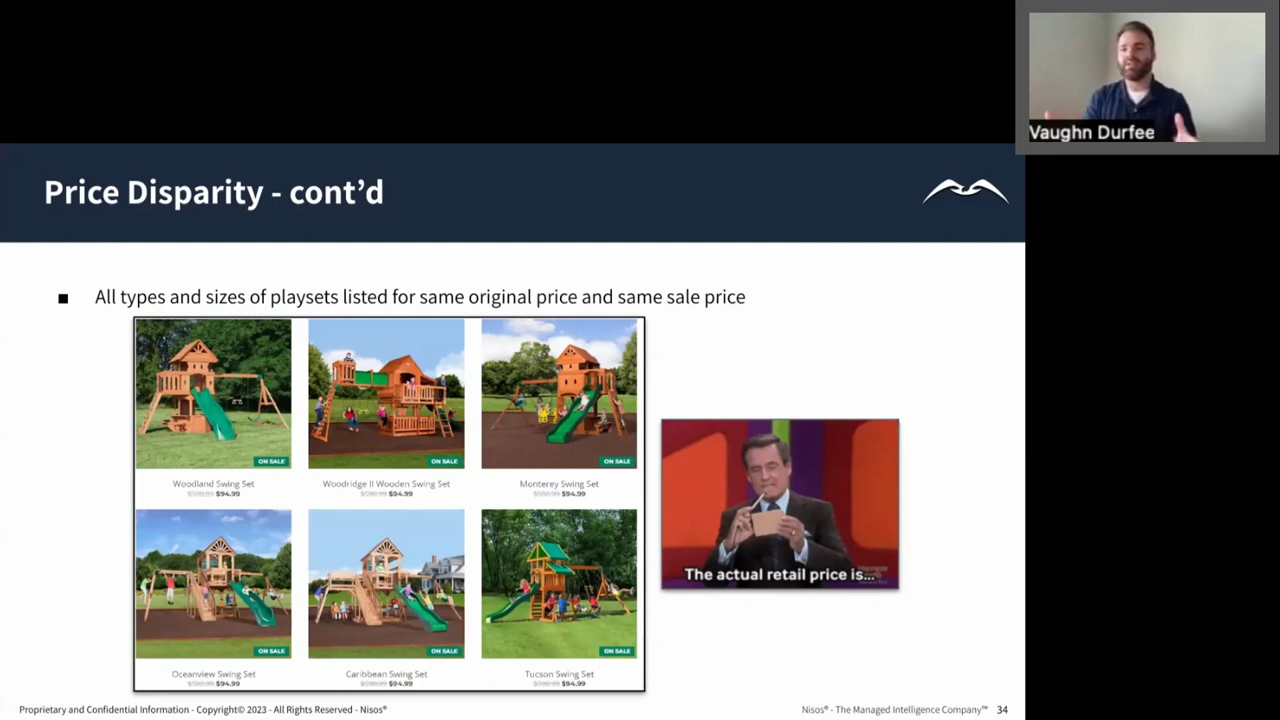 Vaughn Durfee
Price Disparity - cont’d
■ All types and sizes of playsets listed for same original price and same sale price
ON SALE
ON SALE
ON SALE
Woodland Swing Set
$94.99
Woodridge II Wooden Swing Set
$94.99
Monterey Swing Set
$94.99
The actual retail price is...
ON SALE
ON SALE
ON SALE
Oceanview Swing Set
$94.99
Caribbean Swing Set
$94.99
Tucson Swing Set
$94.99
Proprietary and Confidential Information - Copyright© 2023 - All Rights Reserved - Nisos®
Nisos® - The Managed Intelligence Company™ 34